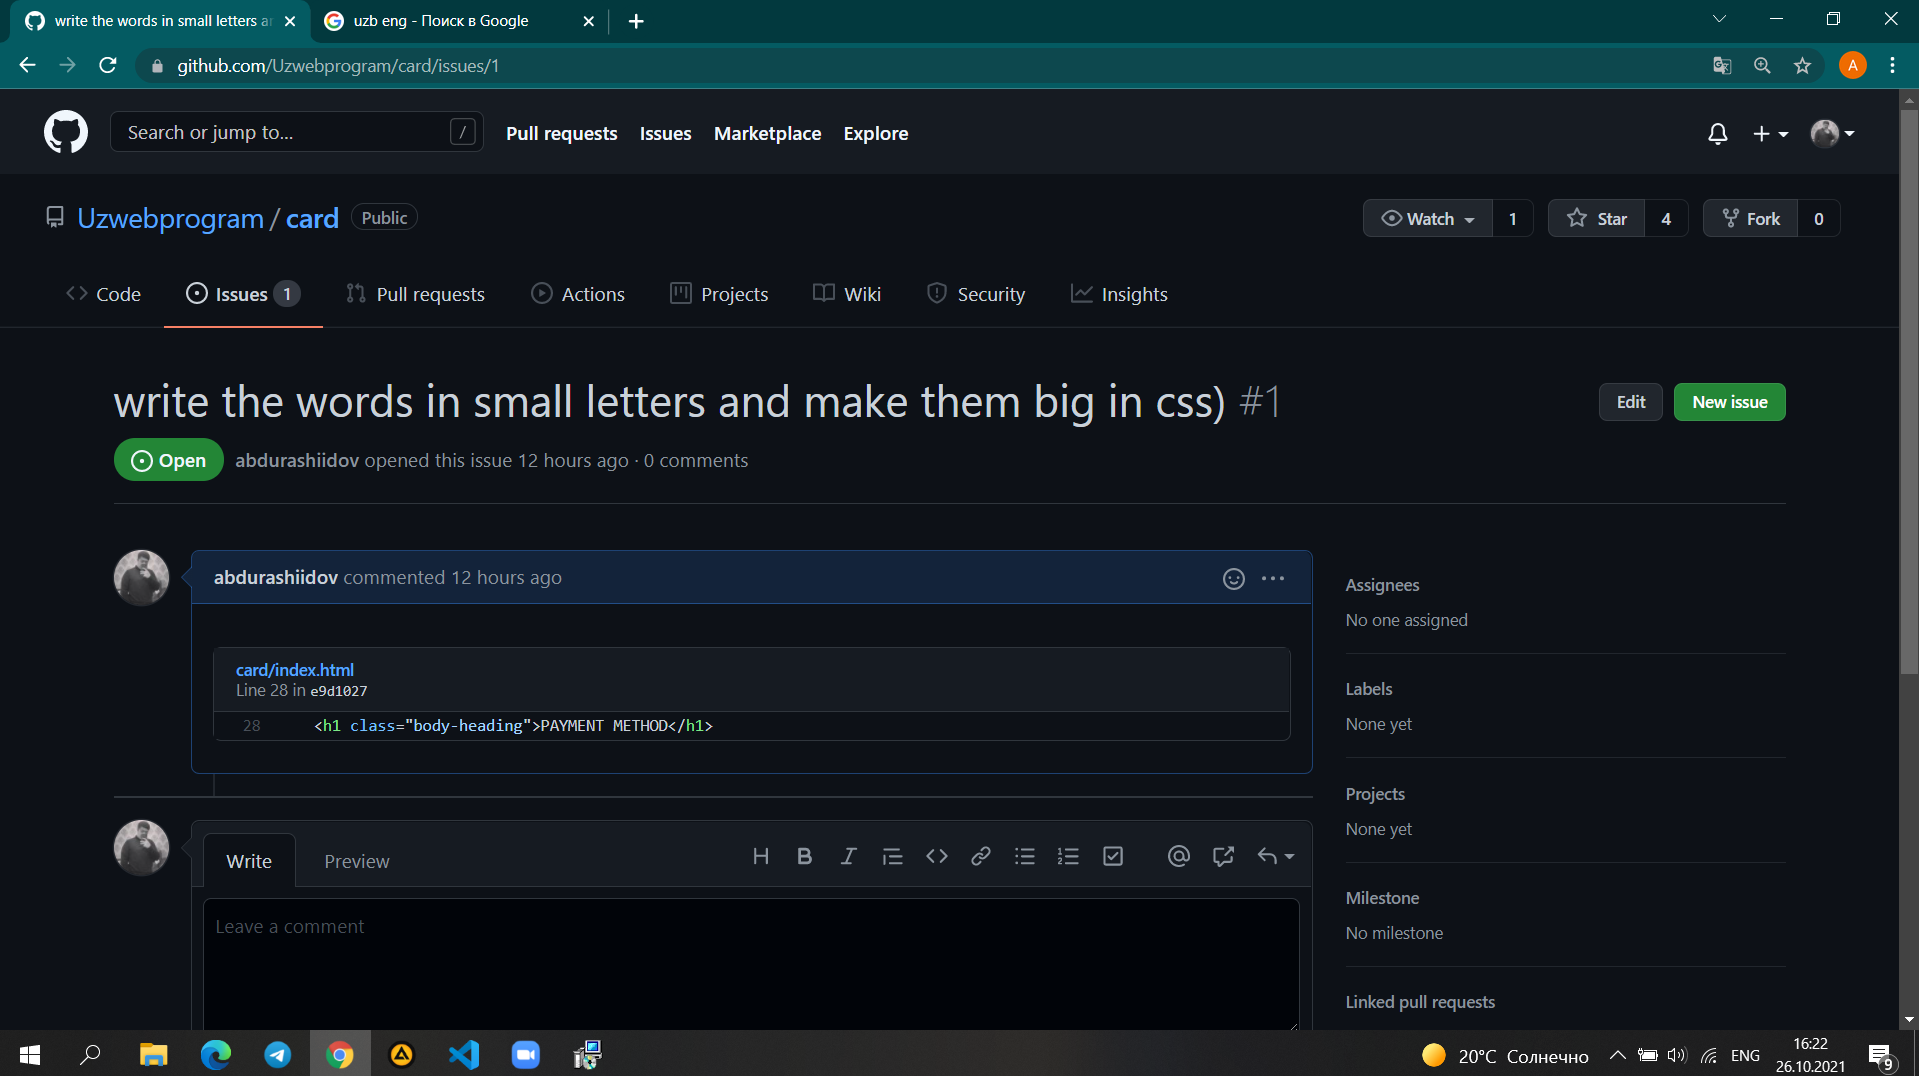 write the words in small letters ar
uzb eng - Поиск в Google
github.com/Uzwebprogram/card/issues/1
A
Search or jump to...
/
Pull requests
Issues
Marketplace
Explore
Uzwebprogram / card
Public
Watch
1
Star
4
Fork
0
Code
Issues 1
Pull requests
Actions
Projects
Wiki
Security
Insights
write the words in small letters and make them big in css) #1
Edit
New issue
Open
abdurashiidov opened this issue 12 hours ago · 0 comments
abdurashiidov commented 12 hours ago
card/index.html
Line 28 in e9d1027
28 <h1 class="body-heading">PAYMENT METHOD</h1>
Assignees
No one assigned
Labels
None yet
Projects
None yet
Milestone
No milestone
Linked pull requests
Write
Preview
Leave a comment
20°C Солнечно
ENG
16:22
26.10.2021
9